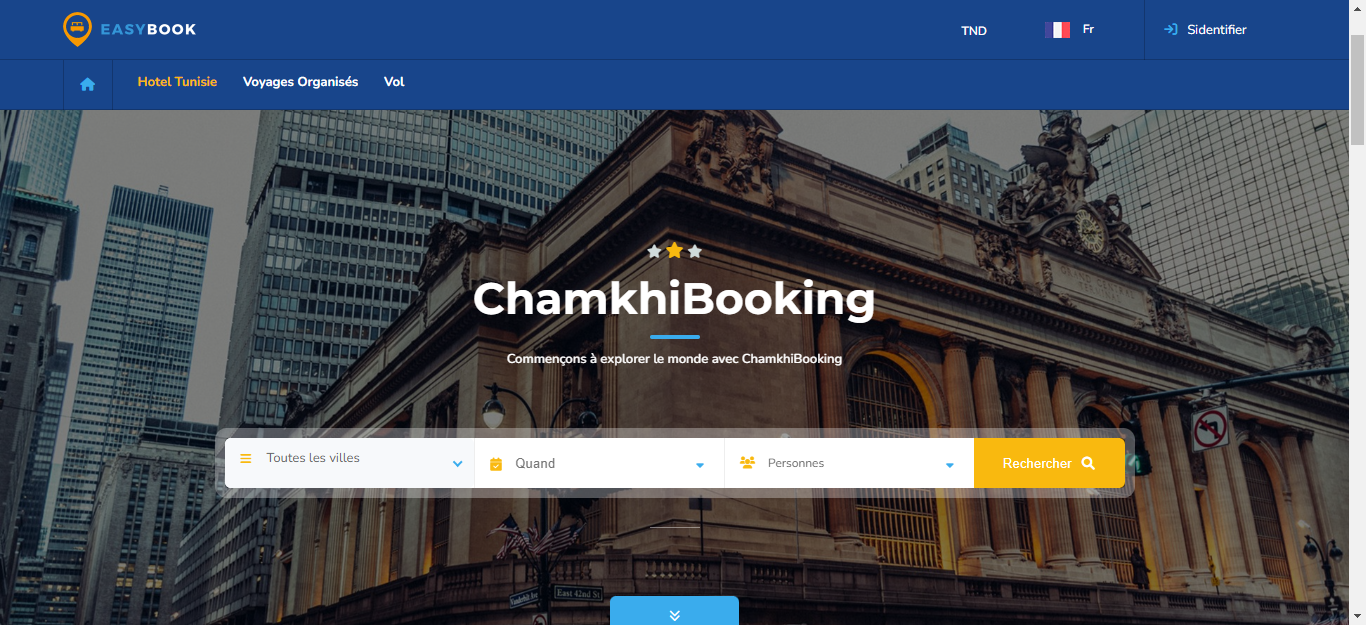 EASYBOOK
TND
Fr
Sidentifier
Hotel Tunisie
Voyages Organisés
Vol
ChamkhiBooking
Commençons à explorer le monde avec ChamkhiBooking
Toutes les villes
Quand
Personnes
Rechercher
East 42nd St